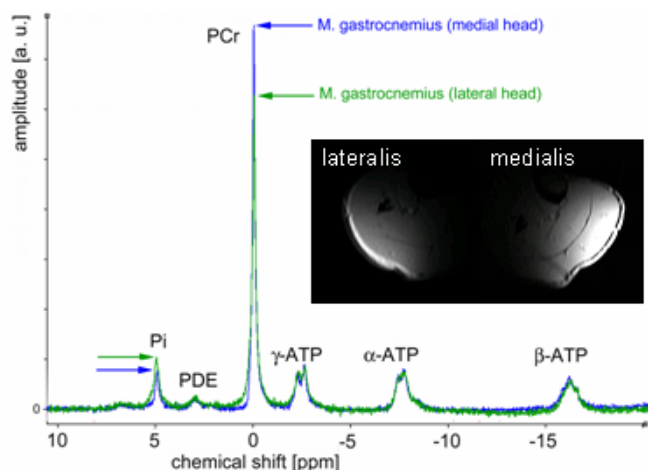 amplitude [a. u.]
PCr
M. gastrocnemius (medial head)
M. gastrocnemius (lateral head)
lateralis
medialis
Pi
PDE
γ-ATP
α-ATP
β-ATP
0
10
5
0
-5
-10
-15
chemical shift [ppm]